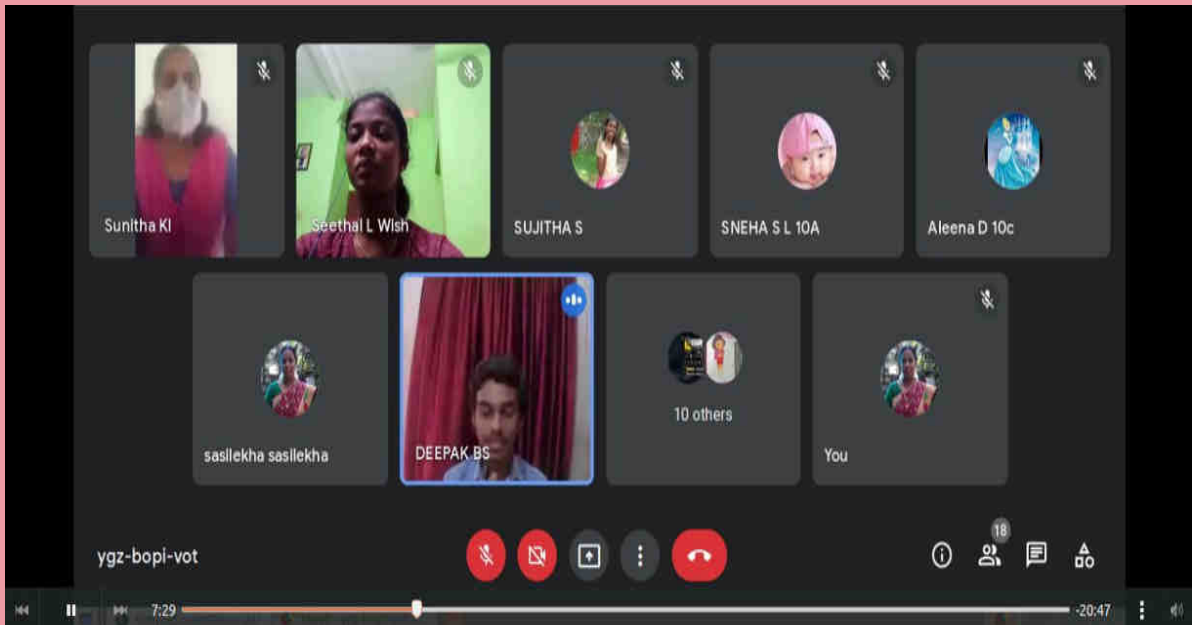 Sunitha Kl
Seethal L Wish
SUJITHA S
SNEHA S L 10A
Aleena D 10c
sasilekha sasilekha
DEEPAK BS
10 others
You
ygz-bopi-vot
18
7:29
-20:47